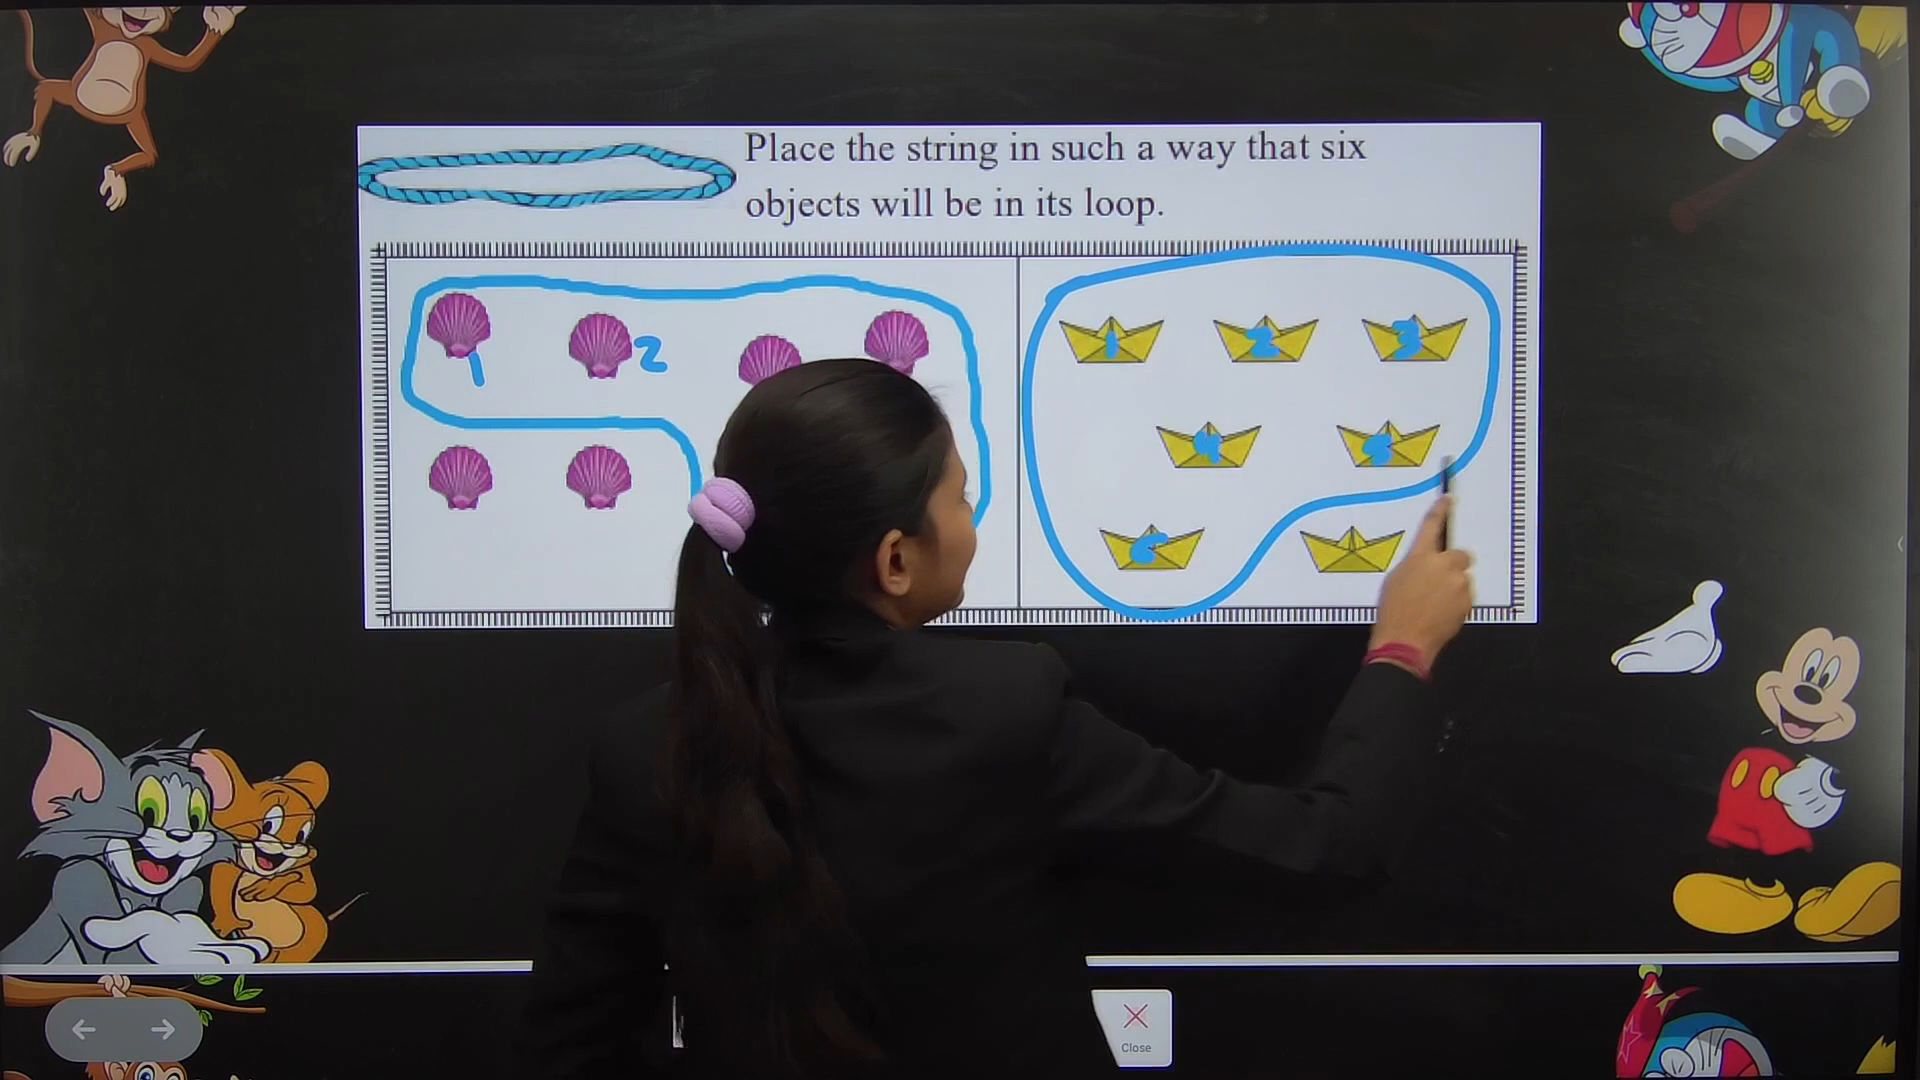 Place the string in such a way that six
objects will be in its loop.
1 2
1 2 3
4 5
6
Close